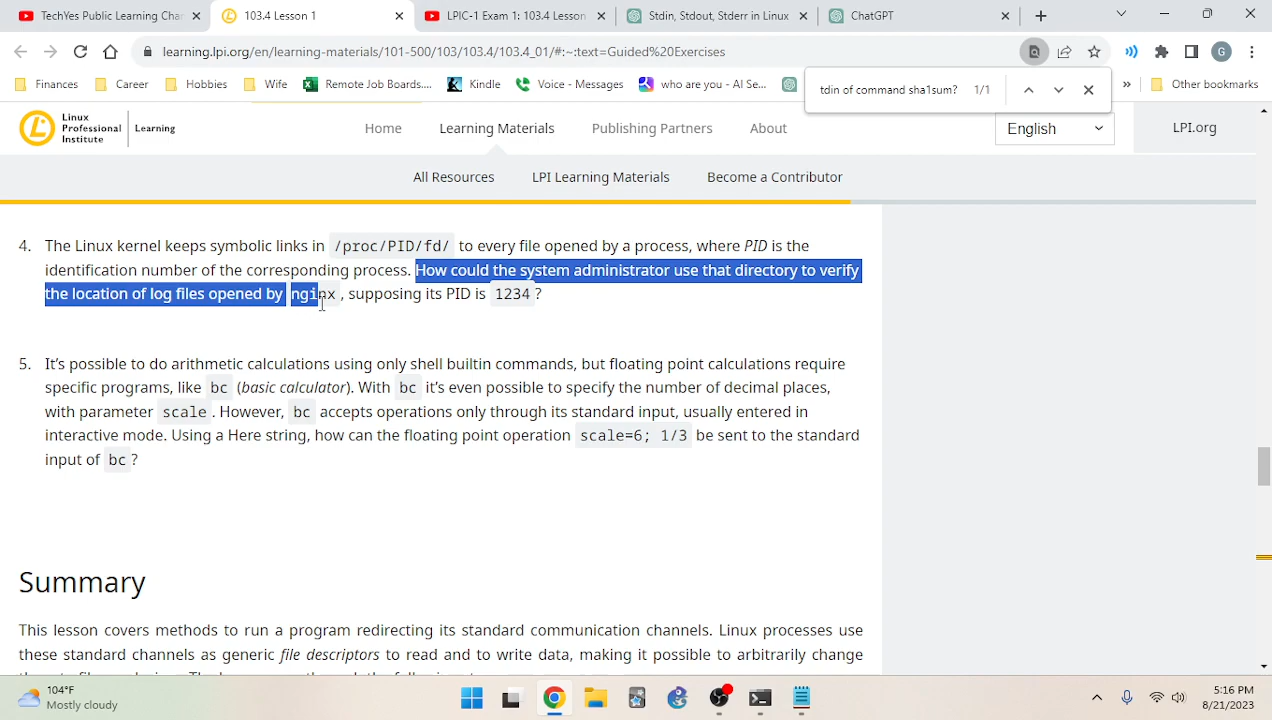 TechYes Public Learning Cha
103.4 Lesson 1
LPIC-1 Exam 1: 103.4 Lesson
Stdin, Stdout, Stderr in Linux
ChatGPT
learning.lpi.org/en/learning-materials/101-500/103/103.4/103.4_01/#:~:text=Guided%20Exercises
G
Finances
Career
Hobbies
Wife
Remote Job Boards....
Kindle
Voice - Messages
who are you - AI Se...
tdin of command sha1sum? 1/1
»
Other bookmarks
Linux
Professional
Institute
Learning
Home
Learning Materials
Publishing Partners
About
English
LPI.org
All Resources
LPI Learning Materials
Become a Contributor
4. The Linux kernel keeps symbolic links in /proc/PID/fd/ to every file opened by a process, where PID is the
identification number of the corresponding process. How could the system administrator use that directory to verify
the location of log files opened by nginx , supposing its PID is 1234 ?
5. It’s possible to do arithmetic calculations using only shell builtin commands, but floating point calculations require
specific programs, like bc (basic calculator). With bc it’s even possible to specify the number of decimal places,
with parameter scale . However, bc accepts operations only through its standard input, usually entered in
interactive mode. Using a Here string, how can the floating point operation scale=6; 1/3 be sent to the standard
input of bc ?
Summary
This lesson covers methods to run a program redirecting its standard communication channels. Linux processes use
these standard channels as generic file descriptors to read and to write data, making it possible to arbitrarily change
104°F
Mostly cloudy
5:16 PM
8/21/2023